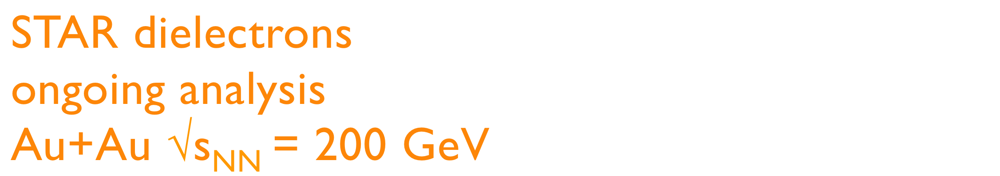 STAR dielectrons
ongoing analysis
Au+Au √sNN = 200 GeV